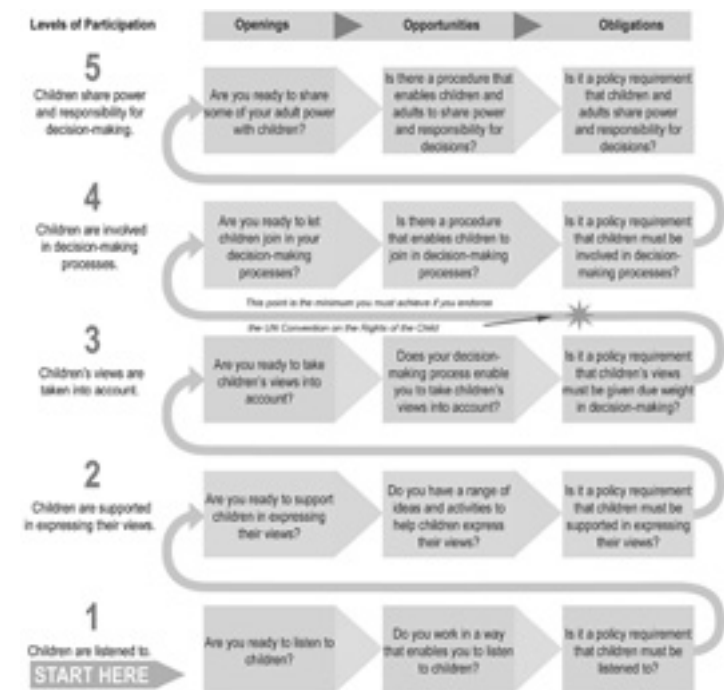 Levels of Participation
Openings
Opportunities
Obligations
5
Children share power
and responsibility for
decision-making.
Are you ready to share
some of your adult power
with children?
Is there a procedure that
enables children and
adults to share power
and responsibility for
decisions?
Is it a policy requirement
that children and
adults share power
and responsibility for
decisions?
4
Children are involved
in decision-making
processes.
Are you ready to let
children join in your
decision-making
processes?
Is there a procedure
that enables children to
join in decision-making
processes?
Is it a policy requirement
that children must be
involved in decision-
making processes?
This point is the minimum you must achieve if you endorse
the UN Convention on the Rights of the Child
3
Children's views are
taken into account.
Are you ready to take
children's views into
account?
Does your decision-
making process enable
you to take children's
views into account?
Is it a policy requirement
that children's views
must be given due weight
in decision-making?
2
Children are supported
in expressing their views.
Are you ready to support
children in expressing
their views?
Do you have a range of
ideas and activities to
help children express
their views?
Is it a policy requirement
that children must be
supported in expressing
their views?
1
Children are listened to.
START HERE
Are you ready to listen to
children?
Do you work in a way
that enables you to listen
to children?
Is it a policy requirement
that children must be
listened to?